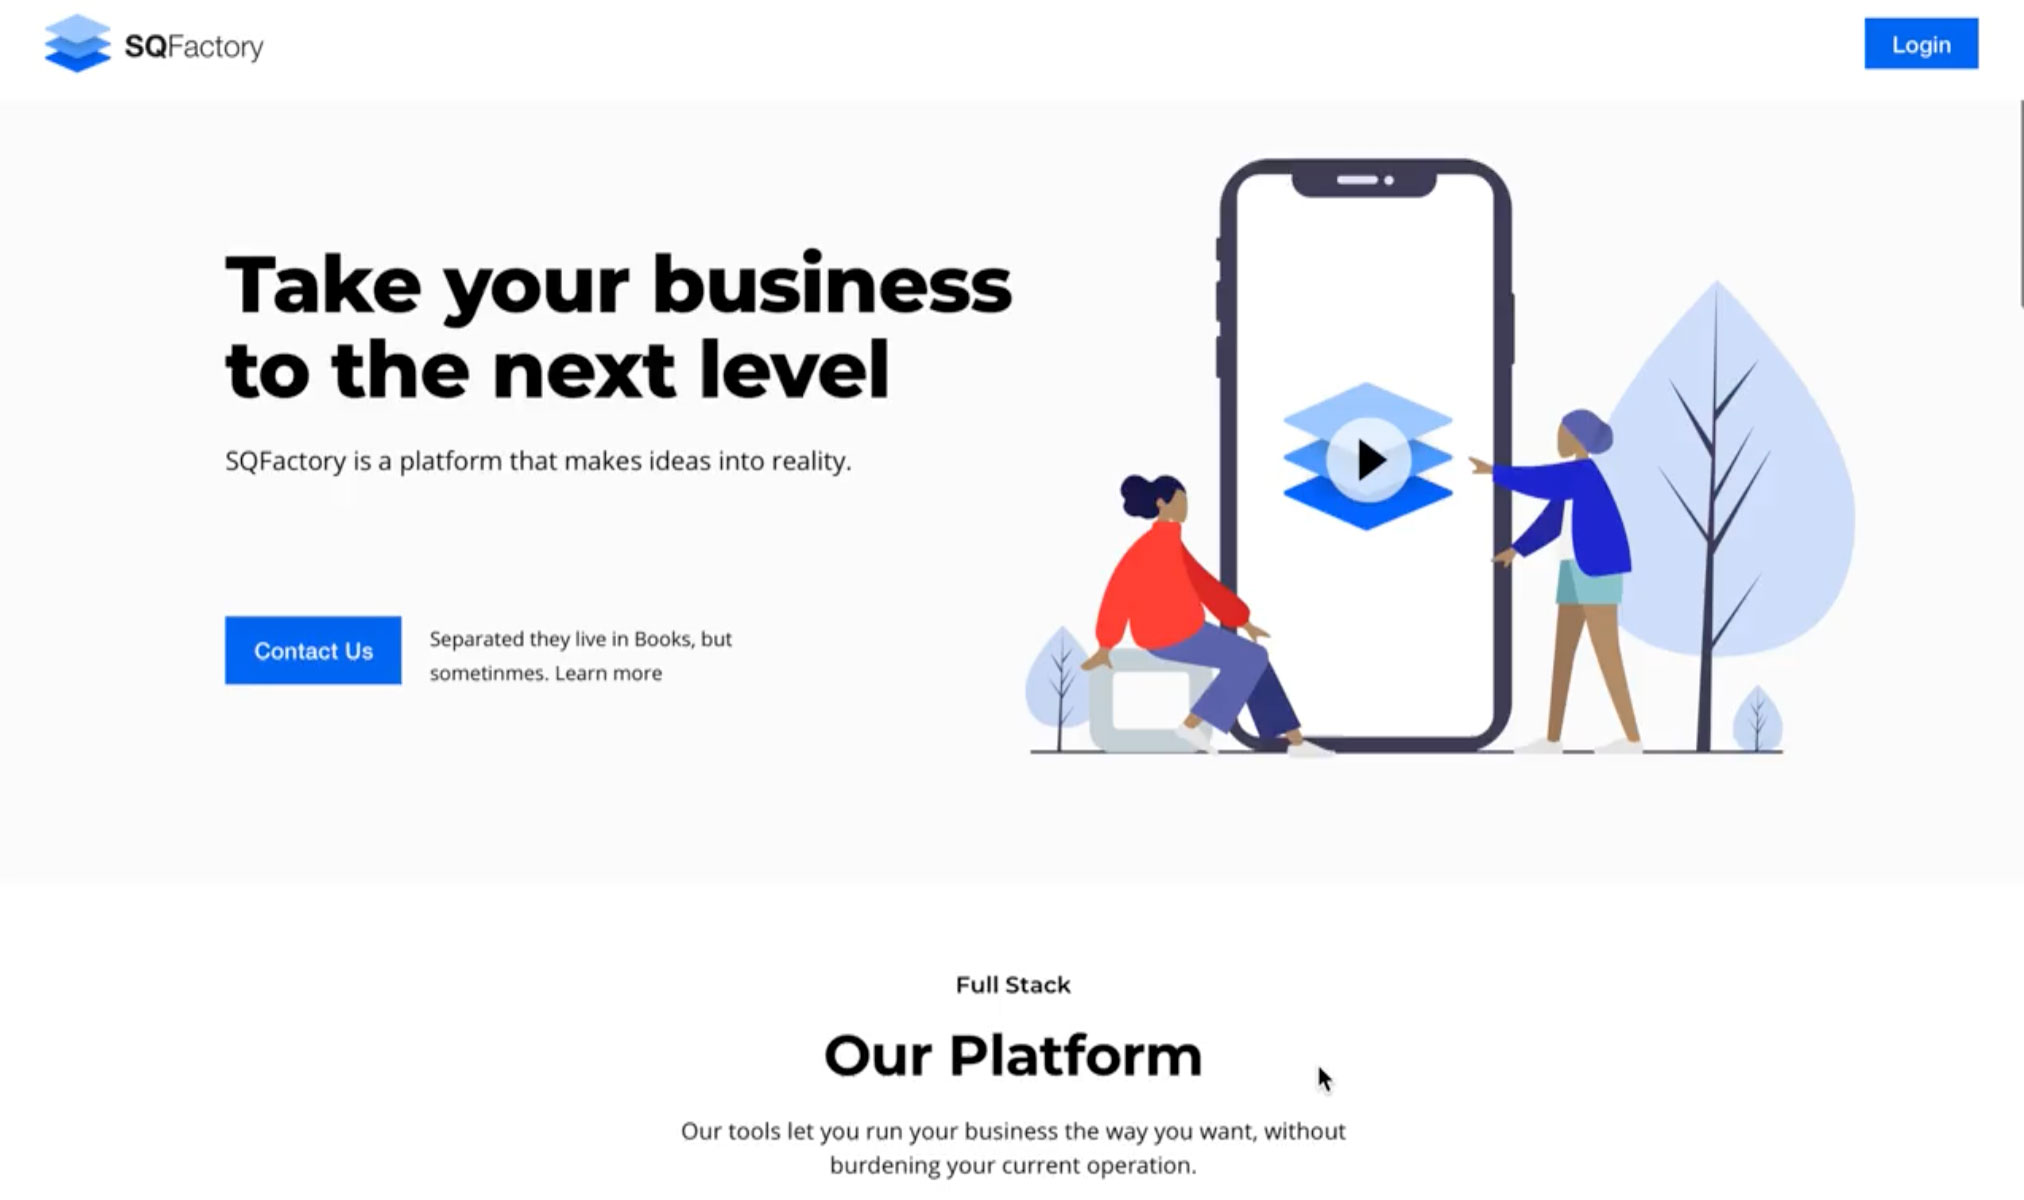 SQFactory
Login
Take your business
to the next level
SQFactory is a platform that makes ideas into reality.
Contact Us
Separated they live in Books, but
sometinmes. Learn more
Full Stack
Our Platform
Our tools let you run your business the way you want, without
burdening your current operation.